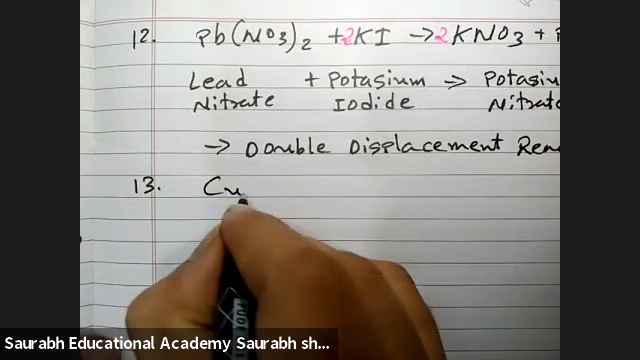 12. Pb(NO3)2 + 2KI → 2KNO3 +
Lead + Potasium → Potasiu
Nitrate Iodide Nitrat
→ Double Displacement Rea
13. Cu
Saurabh Educational Academy Saurabh sh...